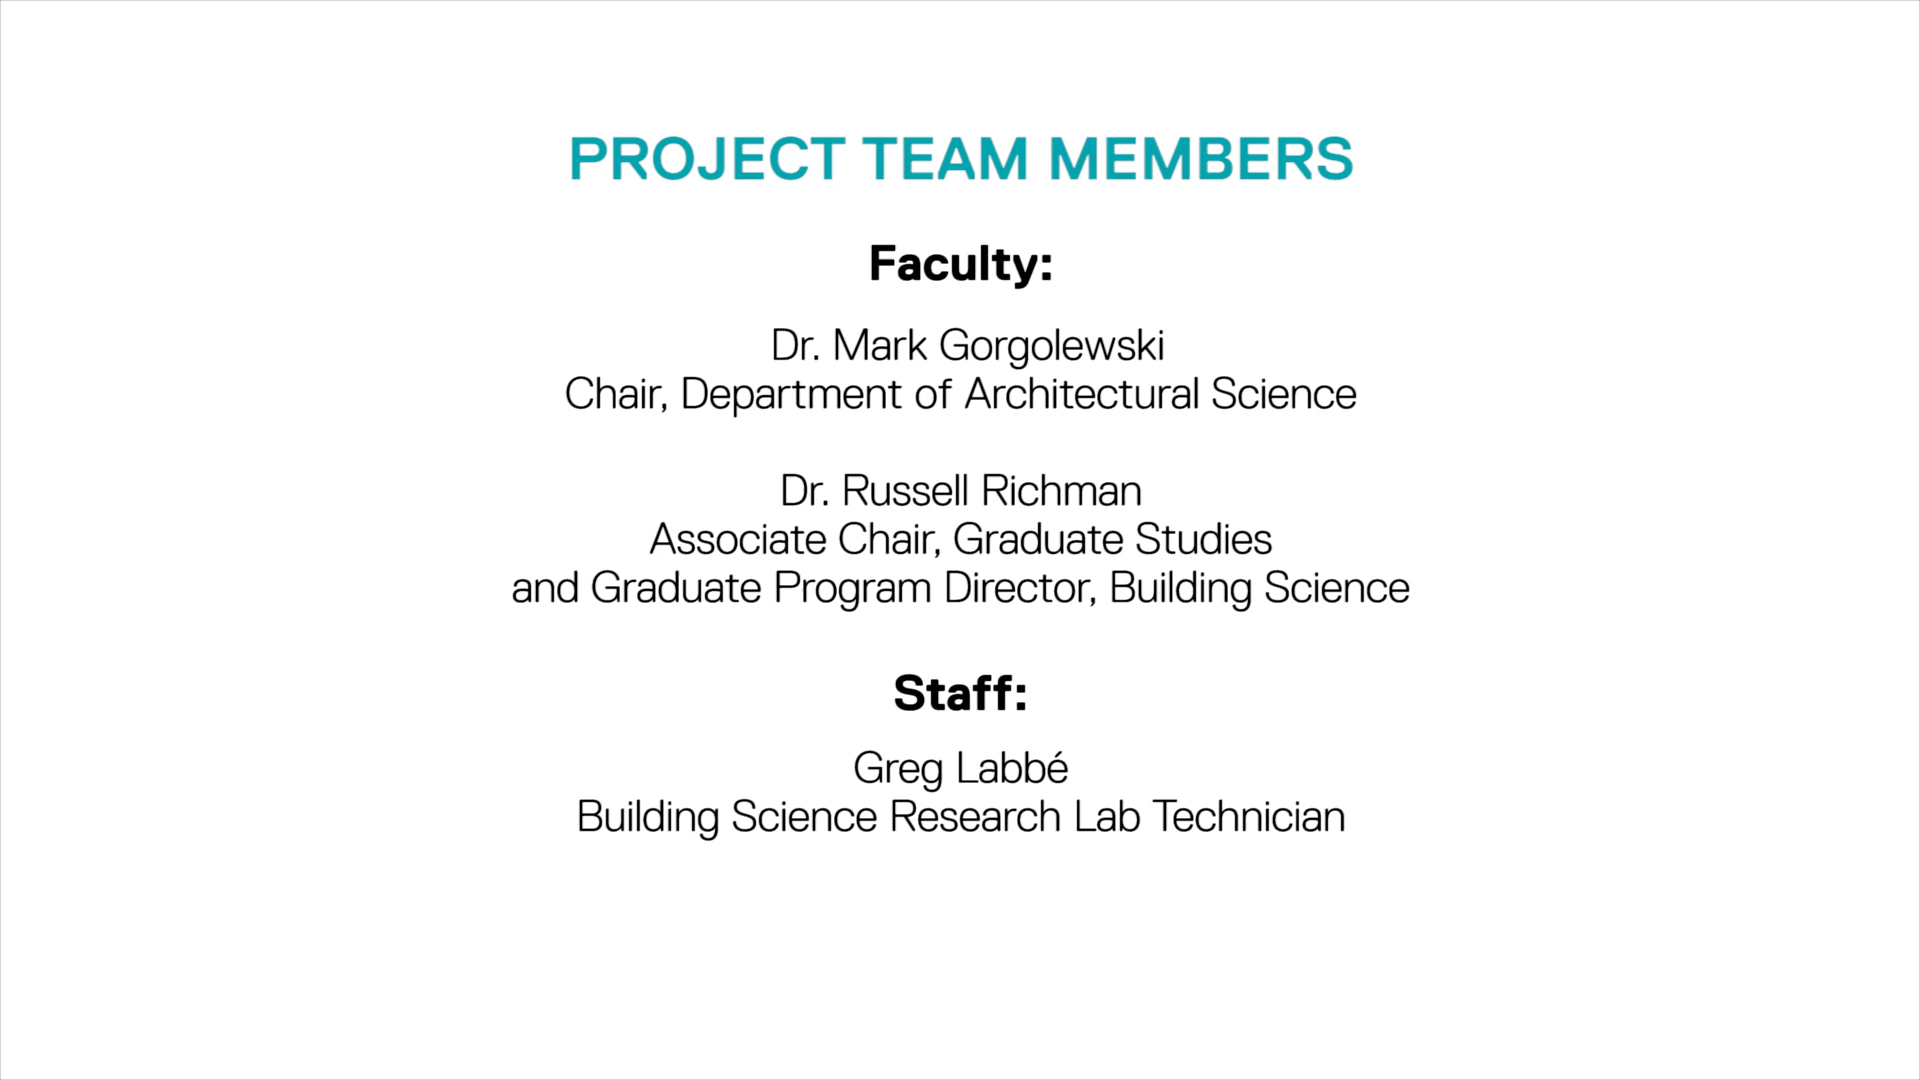 PROJECT TEAM MEMBERS
Faculty:
Dr. Mark Gorgolewski
Chair, Department of Architectural Science
Dr. Russell Richman
Associate Chair, Graduate Studies
and Graduate Program Director, Building Science
Staff:
Greg Labbé
Building Science Research Lab Technician